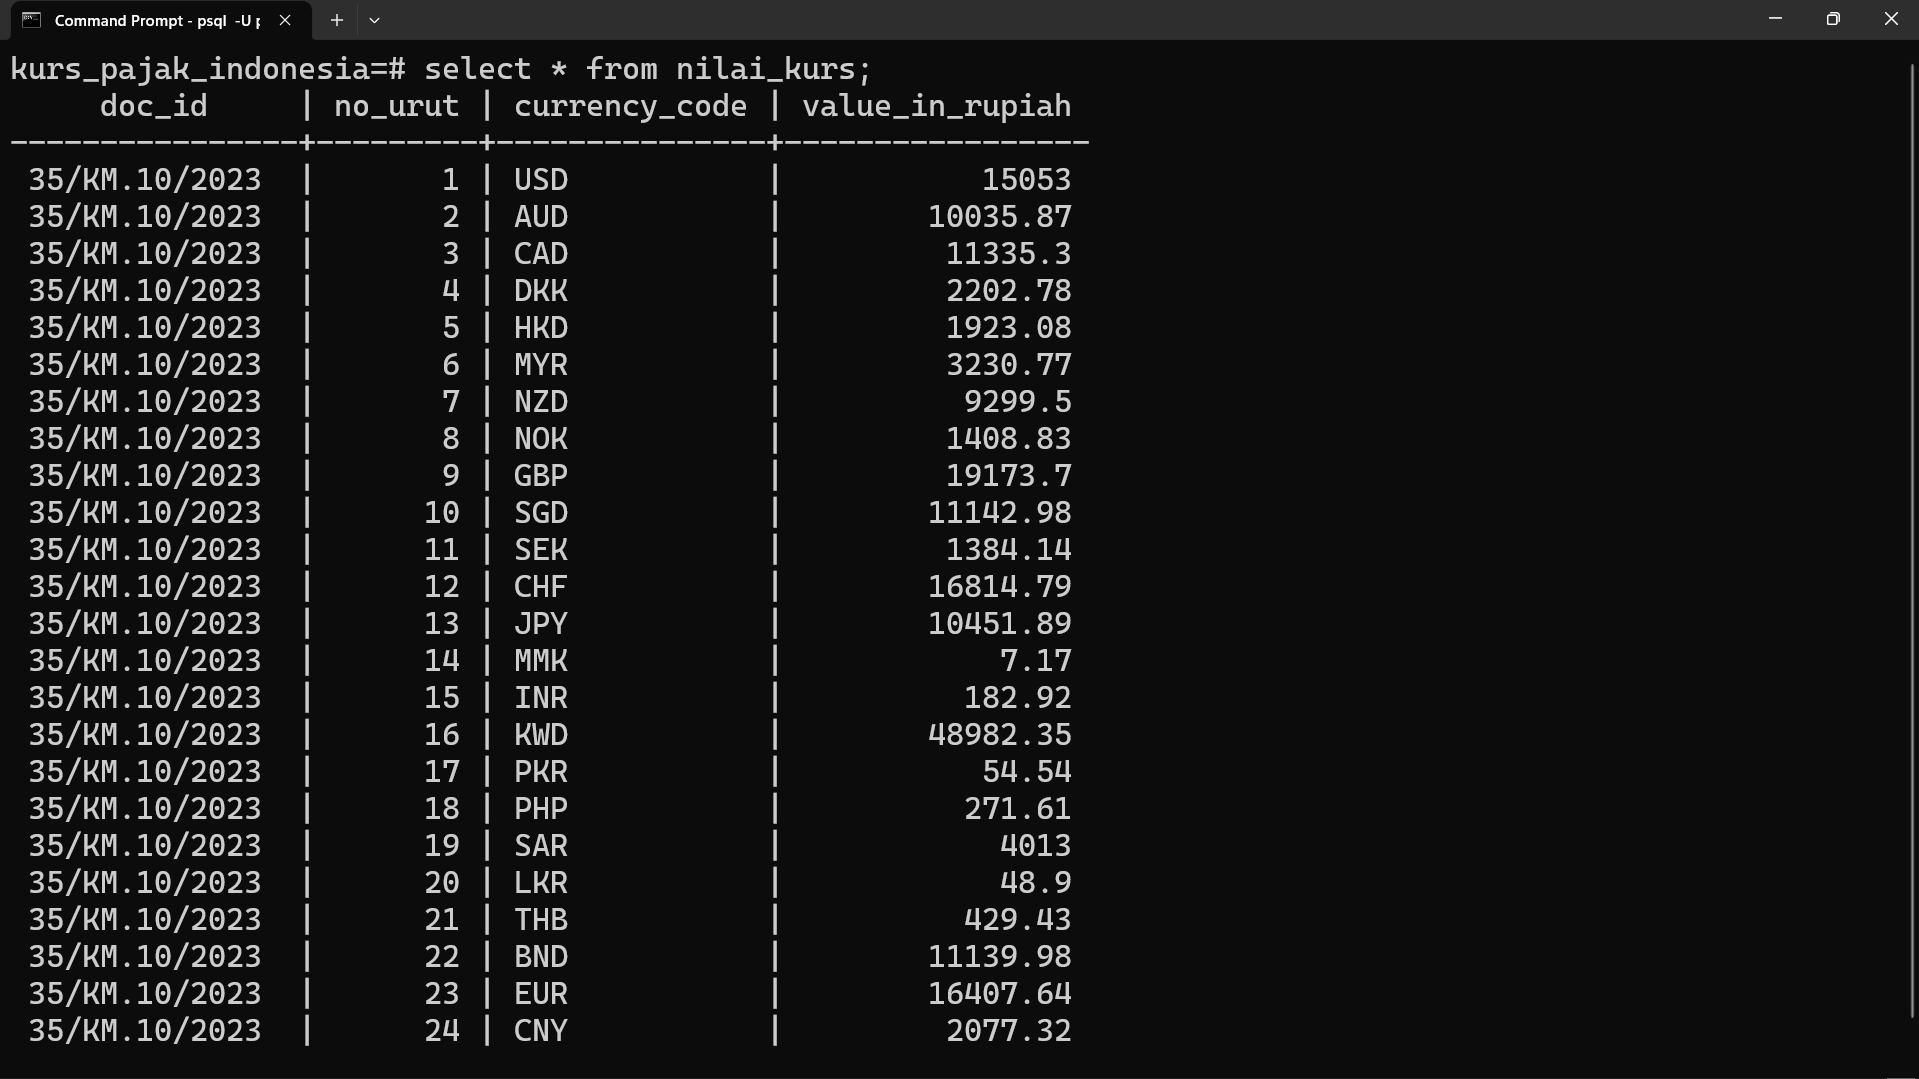 Command Prompt - psql -U p
kurs_pajak_indonesia=# select * from nilai_kurs;
doc_id | no_urut | currency_code | value_in_rupiah
----------------+---------+---------------+-----------------
35/KM.10/2023 | 1 | USD | 15053
35/KM.10/2023 | 2 | AUD | 10035.87
35/KM.10/2023 | 3 | CAD | 11335.3
35/KM.10/2023 | 4 | DKK | 2202.78
35/KM.10/2023 | 5 | HKD | 1923.08
35/KM.10/2023 | 6 | MYR | 3230.77
35/KM.10/2023 | 7 | NZD | 9299.5
35/KM.10/2023 | 8 | NOK | 1408.83
35/KM.10/2023 | 9 | GBP | 19173.7
35/KM.10/2023 | 10 | SGD | 11142.98
35/KM.10/2023 | 11 | SEK | 1384.14
35/KM.10/2023 | 12 | CHF | 16814.79
35/KM.10/2023 | 13 | JPY | 10451.89
35/KM.10/2023 | 14 | MMK | 7.17
35/KM.10/2023 | 15 | INR | 182.92
35/KM.10/2023 | 16 | KWD | 48982.35
35/KM.10/2023 | 17 | PKR | 54.54
35/KM.10/2023 | 18 | PHP | 271.61
35/KM.10/2023 | 19 | SAR | 4013
35/KM.10/2023 | 20 | LKR | 48.9
35/KM.10/2023 | 21 | THB | 429.43
35/KM.10/2023 | 22 | BND | 11139.98
35/KM.10/2023 | 23 | EUR | 16407.64
35/KM.10/2023 | 24 | CNY | 2077.32